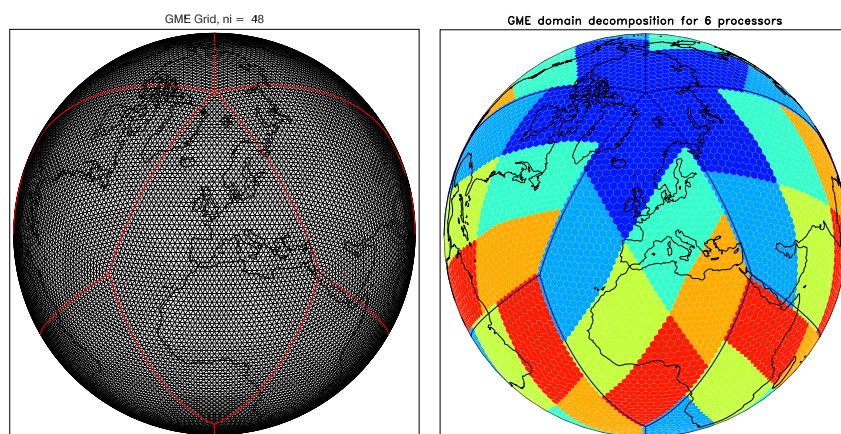 GME Grid, ni = 48
GME domain decomposition for 6 processors